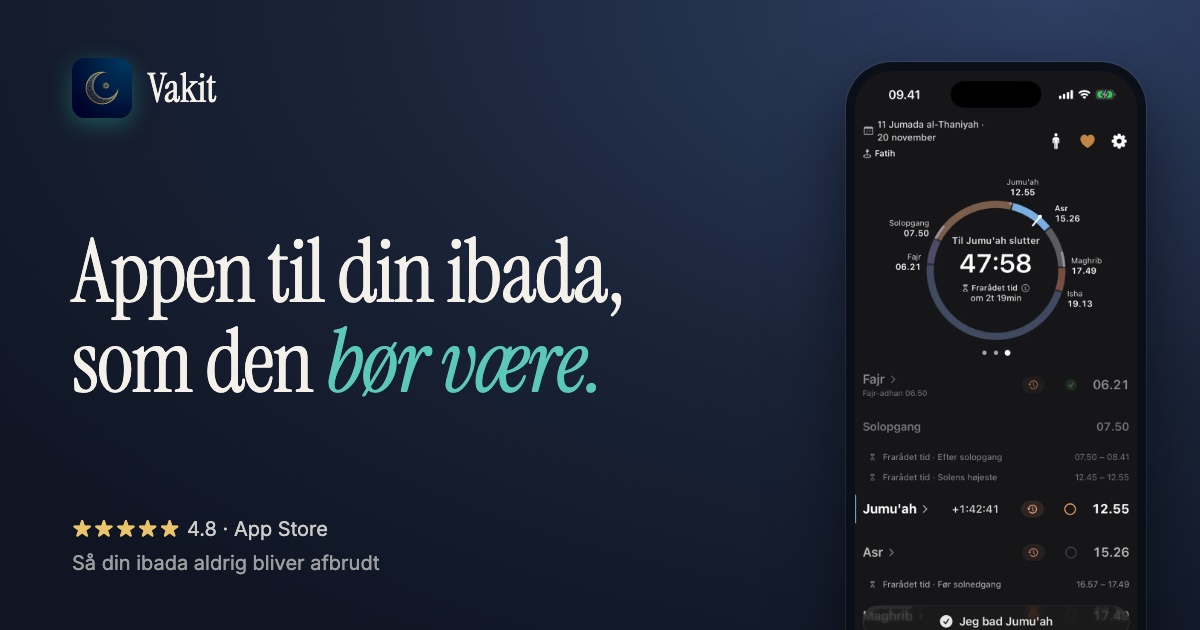 Vakit
Appen til din ibada,
som den bør være.
4.8 · App Store
Så din ibada aldrig bliver afbrudt
09.41
11 Jumada al-Thaniyah ·
20 november
Fatih
Jumu'ah
12.55
Asr
15.26
Solopgang
07.50
Fajr
06.21
Maghrib
17.49
Isha
19.13
Til Jumu'ah slutter
47:58
Frarådet tid
om 2t 19min
Fajr 06.21
Fajr-adhan 06.50
Solopgang 07.50
Frarådet tid · Efter solopgang 07.50 – 08.41
Frarådet tid · Solens højeste 12.45 – 12.55
Jumu'ah +1:42:41 12.55
Asr 15.26
Frarådet tid · Før solnedgang 16.57 – 17.49
Maghrib 17.49
Jeg bad Jumu'ah